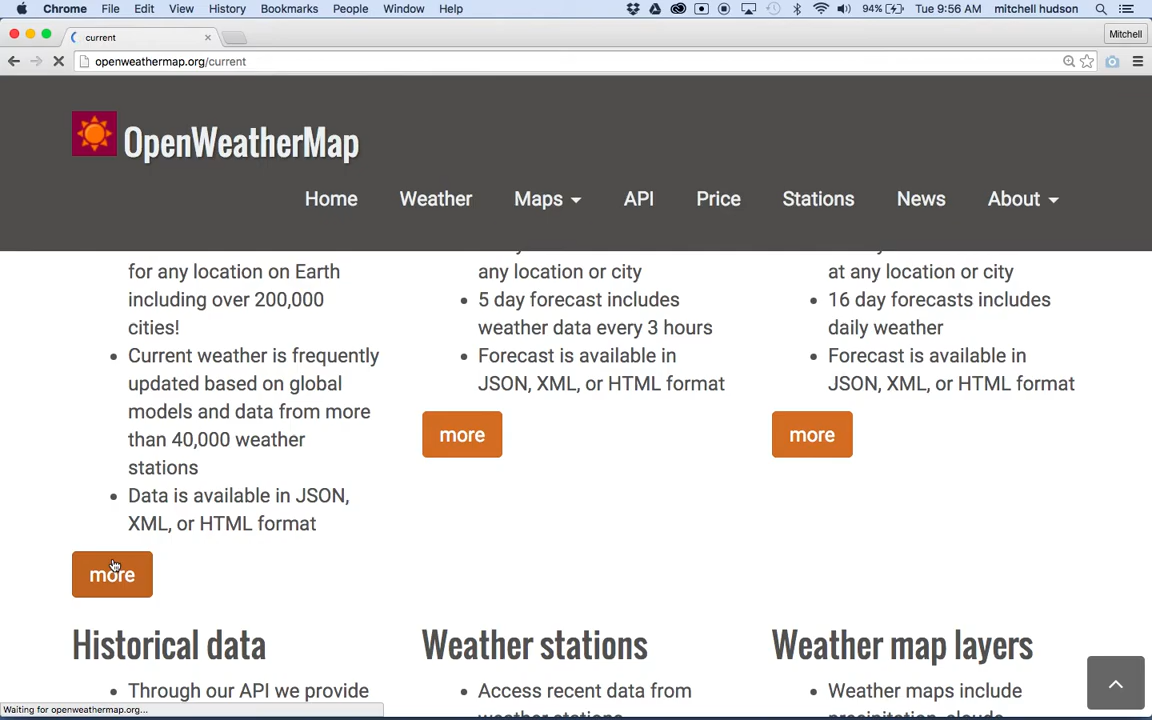 Chrome File Edit View History Bookmarks People Window Help 94% Tue 9:56 AM mitchell hudson
current Mitchell
openweathermap.org/current
OpenWeatherMap
Home Weather Maps API Price Stations News About
for any location on Earth
including over 200,000
cities!
Current weather is frequently
updated based on global
models and data from more
than 40,000 weather
stations
Data is available in JSON,
XML, or HTML format
more
any location or city
5 day forecast includes
weather data every 3 hours
Forecast is available in
JSON, XML, or HTML format
more
at any location or city
16 day forecasts includes
daily weather
Forecast is available in
JSON, XML, or HTML format
more
Historical data
Through our API we provide
Weather stations
Access recent data from
weather stations
Weather map layers
Weather maps include
precipitation, clouds
Waiting for openweathermap.org...